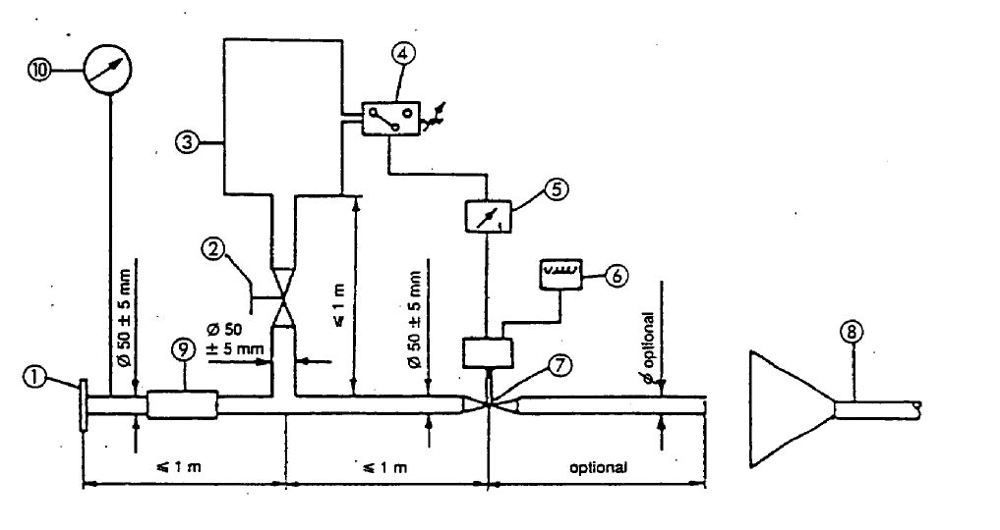 10
4
3
5
2
6
Ø 50 ± 5 mm
⩽ 1 m
Ø 50 ± 5 mm
Ø optional
9
Ø 50
± 5 mm
8
1
7
⩽ 1 m
⩽ 1 m
optional